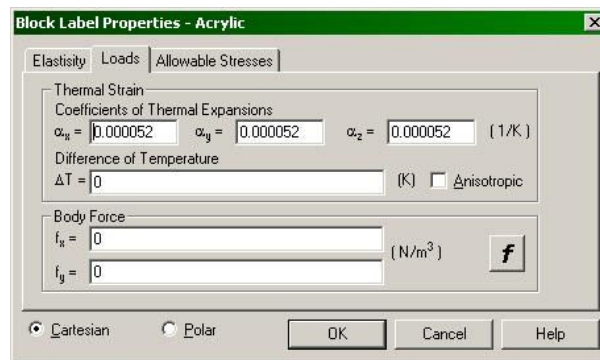 Block Label Properties - Acrylic
Elastisity Loads Allowable Stresses
Thermal Strain
Coefficients of Thermal Expansions
αx = 0.000052 αy = 0.000052 αz = 0.000052 (1/K)
Difference of Temperature
ΔT = 0 (K) Anisotropic
Body Force
fx = 0
(N/m³) f
fy = 0
Cartesian Polar OK Cancel Help